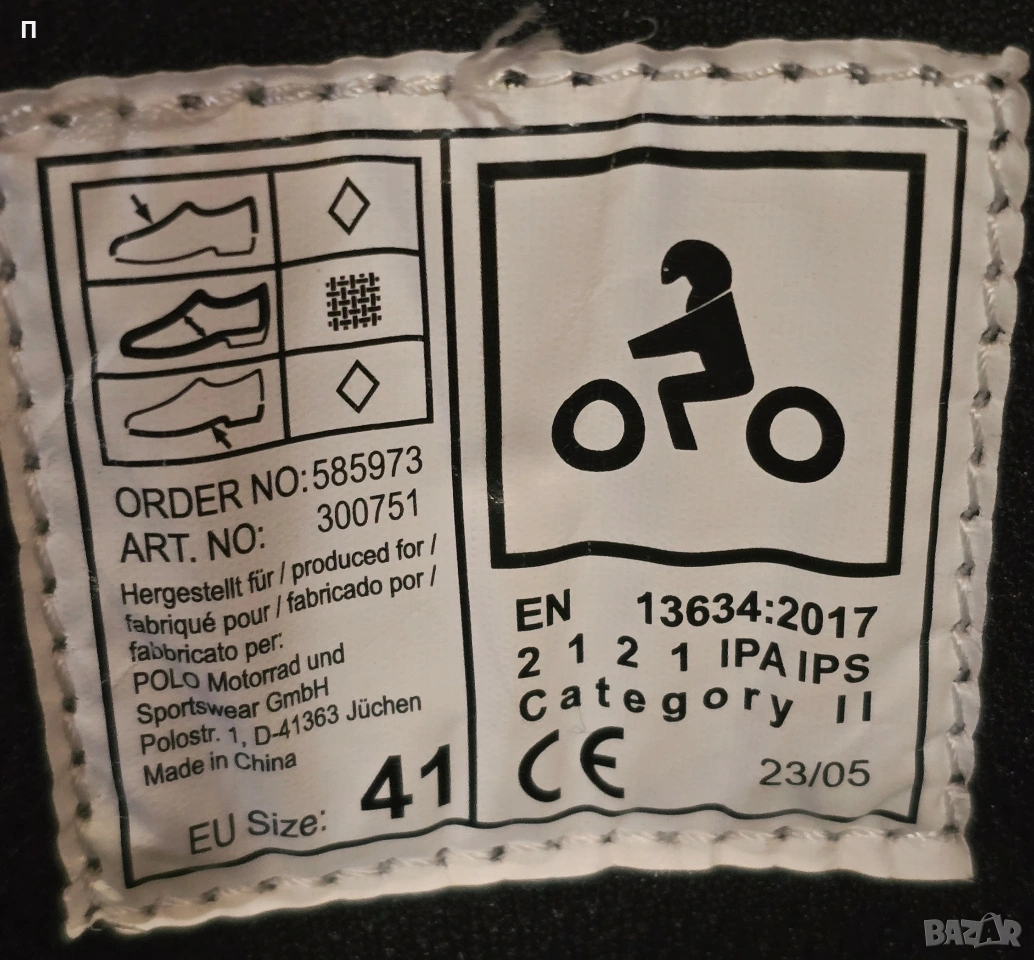 П
ORDER NO: 585973
ART. NO: 300751
Hergestellt für / produced for /
fabriqué pour / fabricado por /
fabbricato per:
POLO Motorrad und
Sportswear GmbH
Polostr. 1, D-41363 Jüchen
Made in China
EU Size: 41
EN 13634:2017
2 1 2 1 IPA IPS
Category II
CE 23/05
BAZAR